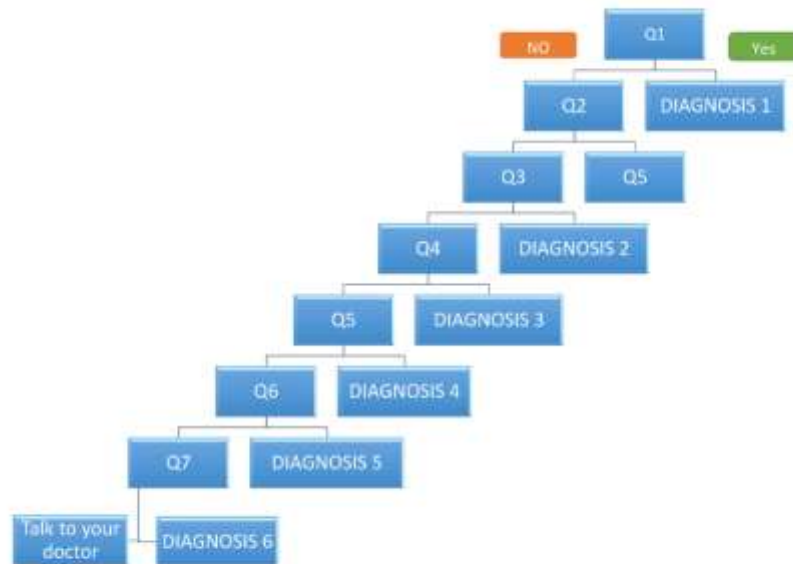 Q1
NO
Yes
Q2
DIAGNOSIS 1
Q3
Q5
Q4
DIAGNOSIS 2
Q5
DIAGNOSIS 3
Q6
DIAGNOSIS 4
Q7
DIAGNOSIS 5
Talk to your
doctor
DIAGNOSIS 6